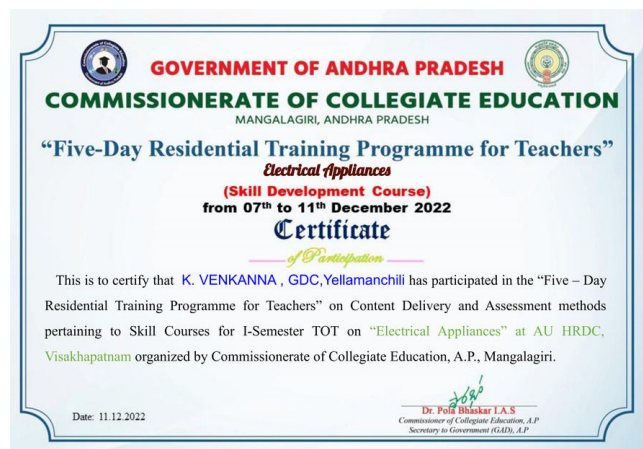 GOVERNMENT OF ANDHRA PRADESH
COMMISSIONERATE OF COLLEGIATE EDUCATION
MANGALAGIRI, ANDHRA PRADESH
“Five-Day Residential Training Programme for Teachers”
Electrical Appliances
(Skill Development Course)
from 07th to 11th December 2022
Certificate
of Participation
This is to certify that K. VENKANNA , GDC,Yellamanchili has participated in the “Five – Day
Residential Training Programme for Teachers” on Content Delivery and Assessment methods
pertaining to Skill Courses for I-Semester TOT on “Electrical Appliances” at AU HRDC,
Visakhapatnam organized by Commissionerate of Collegiate Education, A.P., Mangalagiri.
Date: 11.12.2022
Dr. Pola Bhaskar I.A.S
Commissioner of Collegiate Education, A.P
Secretary to Government (GAD), A.P